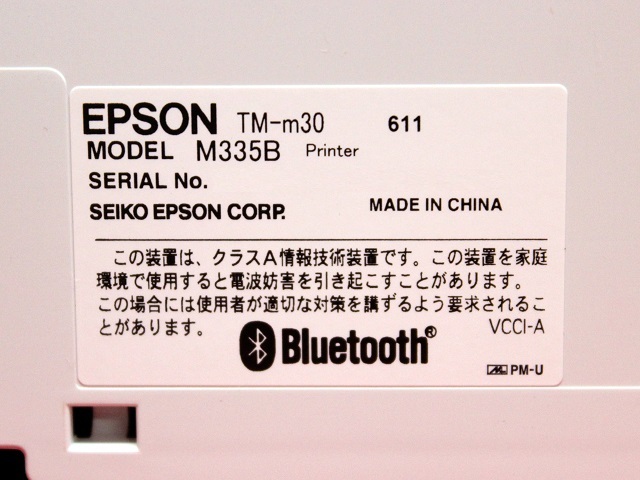 EPSON TM-m30 611
MODEL M335B Printer
SERIAL No.
SEIKO EPSON CORP. MADE IN CHINA
この装置は、クラスA情報技術装置です。この装置を家庭
環境で使用すると電波妨害を引き起こすことがあります。
この場合には使用者が適切な対策を講ずるよう要求されるこ
とがあります。 VCCI-A
Bluetooth®
PM-U